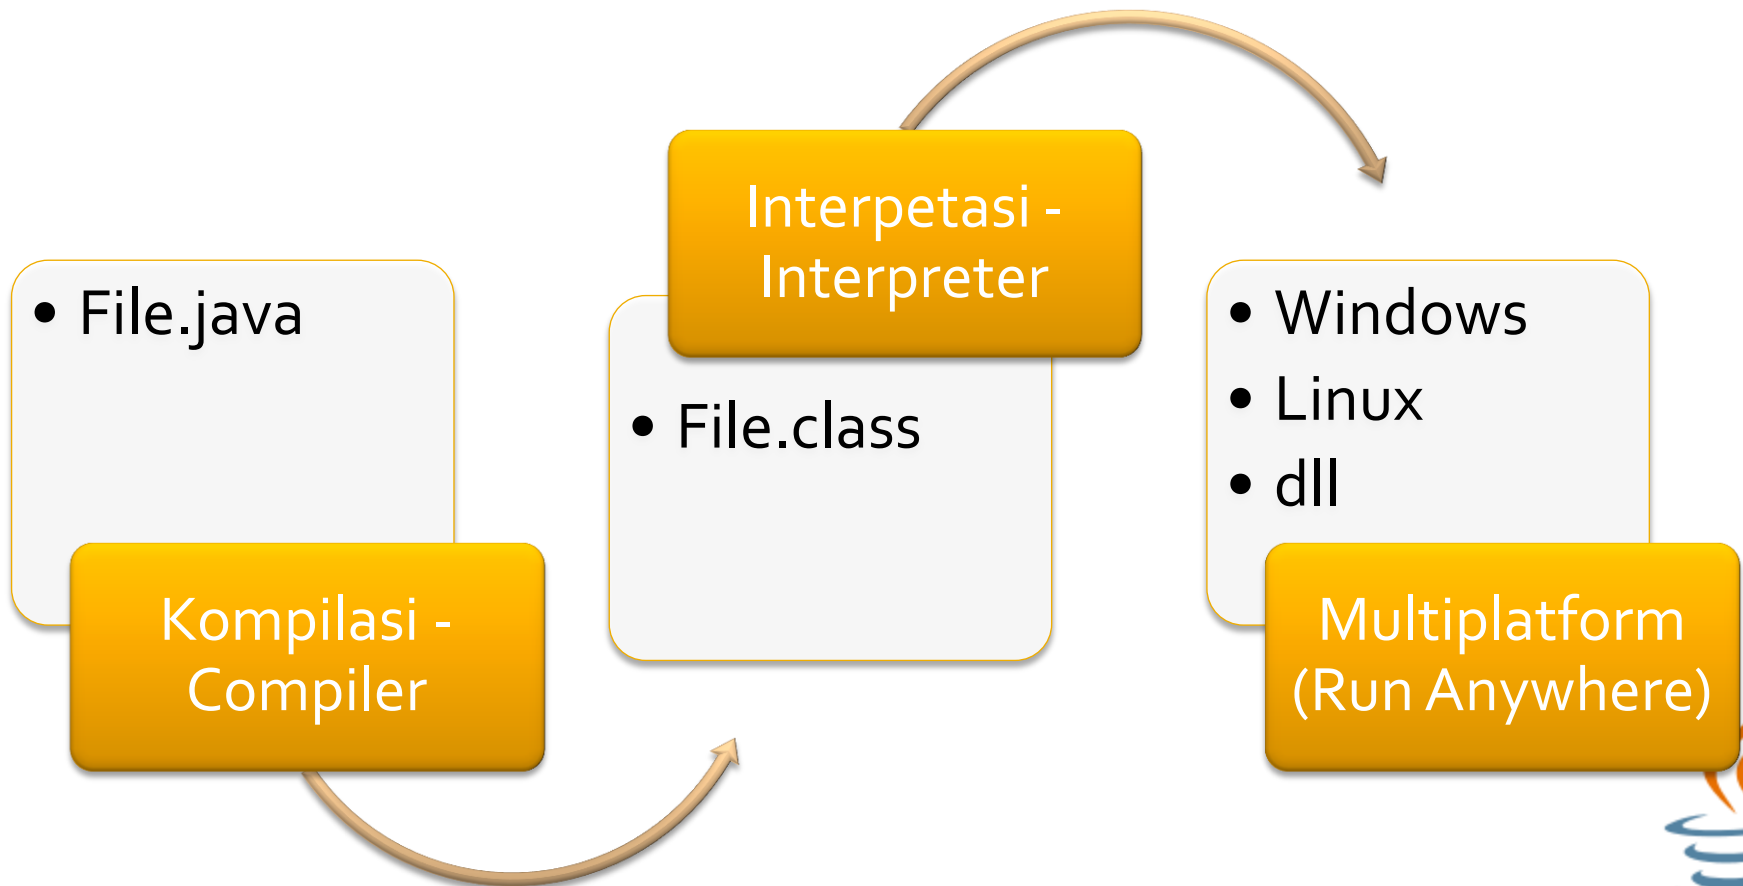 • File.java
Kompilasi -
Compiler
Interpetasi -
Interpreter
• File.class
• Windows
• Linux
• dll
Multiplatform
(Run Anywhere)